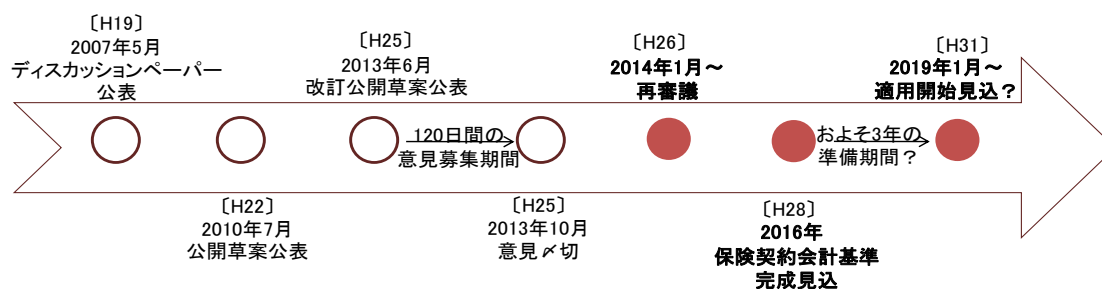 〔H19〕
2007年5月
ディスカッションペーパー
公表
〔H22〕
2010年7月
公開草案公表
〔H25〕
2013年6月
改訂公開草案公表
120日間の
意見募集期間
〔H25〕
2013年10月
意見〆切
〔H26〕
2014年1月～
再審議
〔H28〕
2016年
保険契約会計基準
完成見込
およそ3年の
準備期間？
〔H31〕
2019年1月～
適用開始見込？